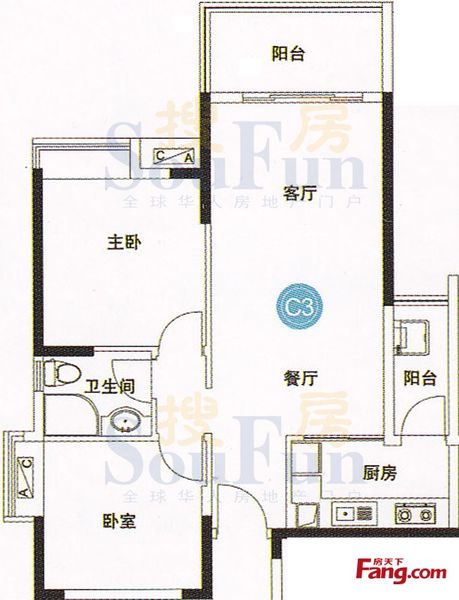 阳台
搜房
SouFun
全球华人房地产门户
C A
客厅
主卧
C3
卫生间
餐厅
阳台
搜房
SouFun
全球华人房地产门户
A C
厨房
卧室
房天下
Fang.com